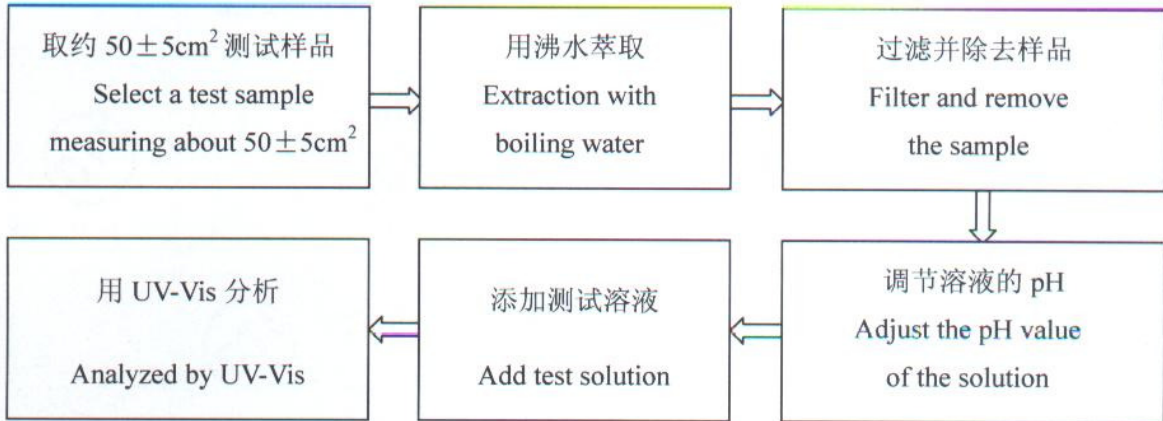 取约 50±5cm² 测试样品
Select a test sample
measuring about 50±5cm²
用沸水萃取
Extraction with
boiling water
过滤并除去样品
Filter and remove
the sample
调节溶液的 pH
Adjust the pH value
of the solution
添加测试溶液
Add test solution
用 UV-Vis 分析
Analyzed by UV-Vis